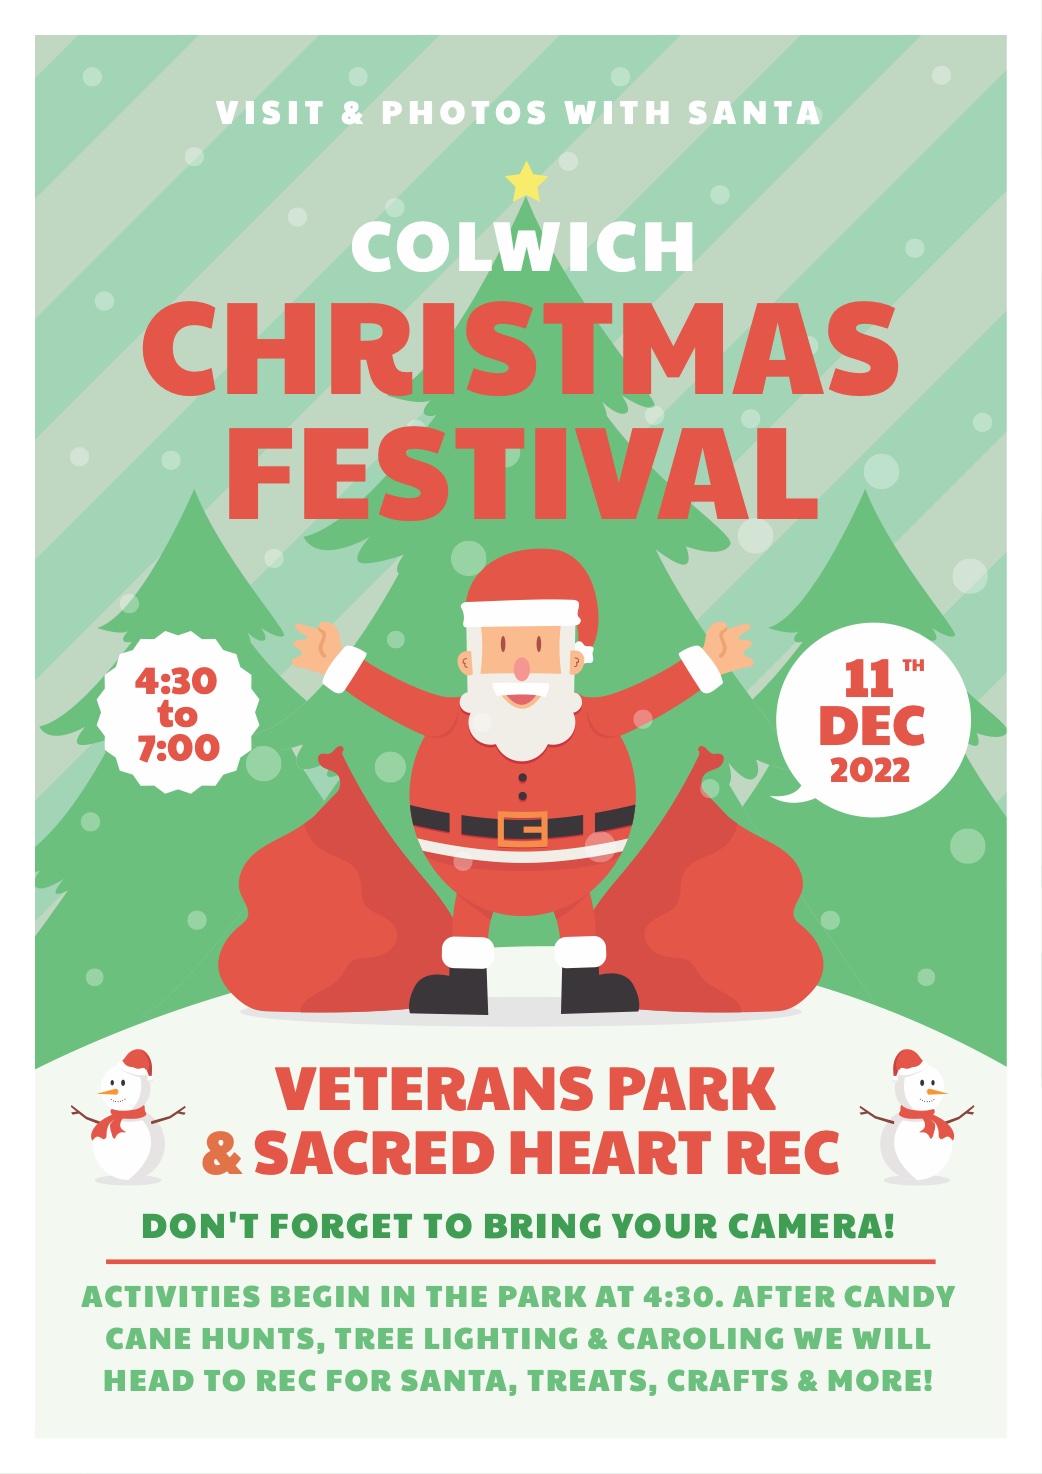 VISIT & PHOTOS WITH SANTA
COLWICH
CHRISTMAS
FESTIVAL
4:30
to
7:00
11 TH
DEC
2022
VETERANS PARK
& SACRED HEART REC
DON'T FORGET TO BRING YOUR CAMERA!
ACTIVITIES BEGIN IN THE PARK AT 4:30. AFTER CANDY
CANE HUNTS, TREE LIGHTING & CAROLING WE WILL
HEAD TO REC FOR SANTA, TREATS, CRAFTS & MORE!